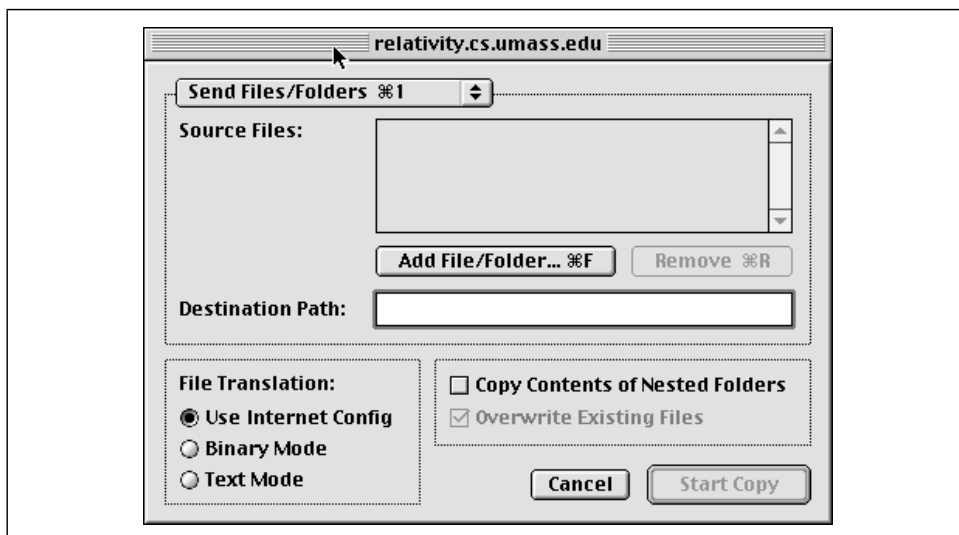 relativity.cs.umass.edu
Send Files/Folders ⌘1
Source Files:
Add File/Folder... ⌘F
Remove ⌘R
Destination Path:
File Translation:
Use Internet Config
Binary Mode
Text Mode
Copy Contents of Nested Folders
Overwrite Existing Files
Cancel
Start Copy